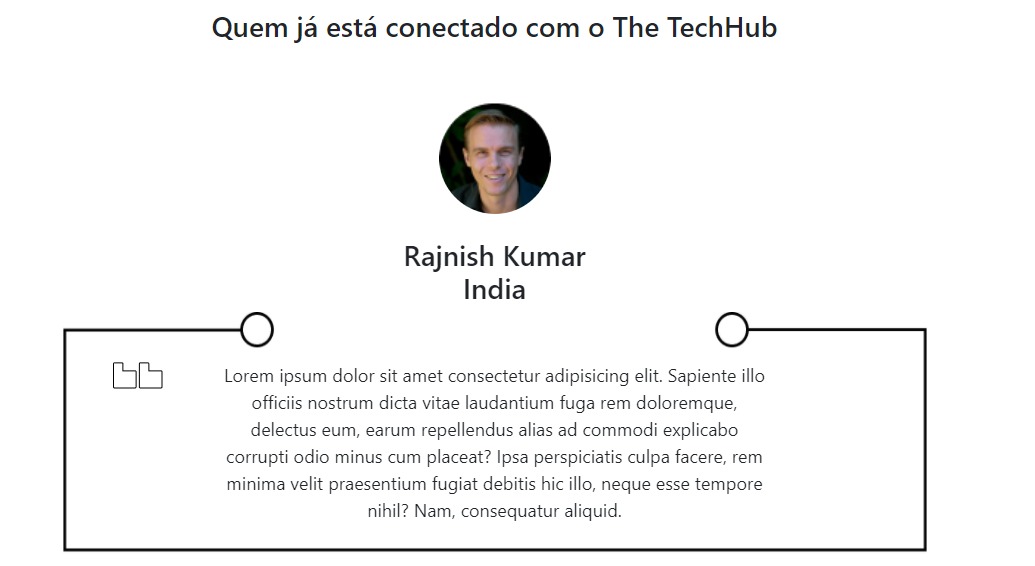 Quem já está conectado com o The TechHub
Rajnish Kumar
India
Lorem ipsum dolor sit amet consectetur adipisicing elit. Sapiente illo
officiis nostrum dicta vitae laudantium fuga rem doloremque,
delectus eum, earum repellendus alias ad commodi explicabo
corrupti odio minus cum placeat? Ipsa perspiciatis culpa facere, rem
minima velit praesentium fugiat debitis hic illo, neque esse tempore
nihil? Nam, consequatur aliquid.